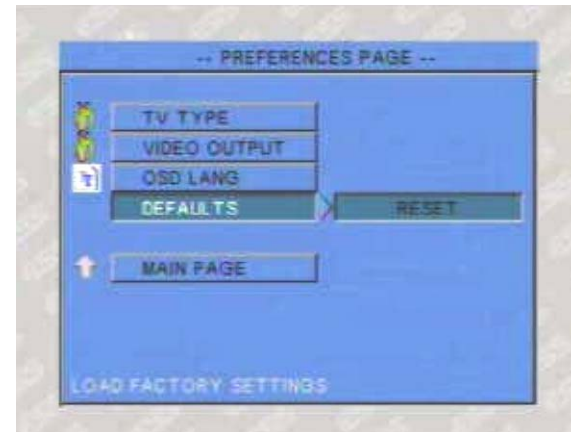 -- PREFERENCES PAGE --
TV TYPE
VIDEO OUTPUT
OSD LANG
DEFAULTS
RESET
MAIN PAGE
LOAD FACTORY SETTINGS